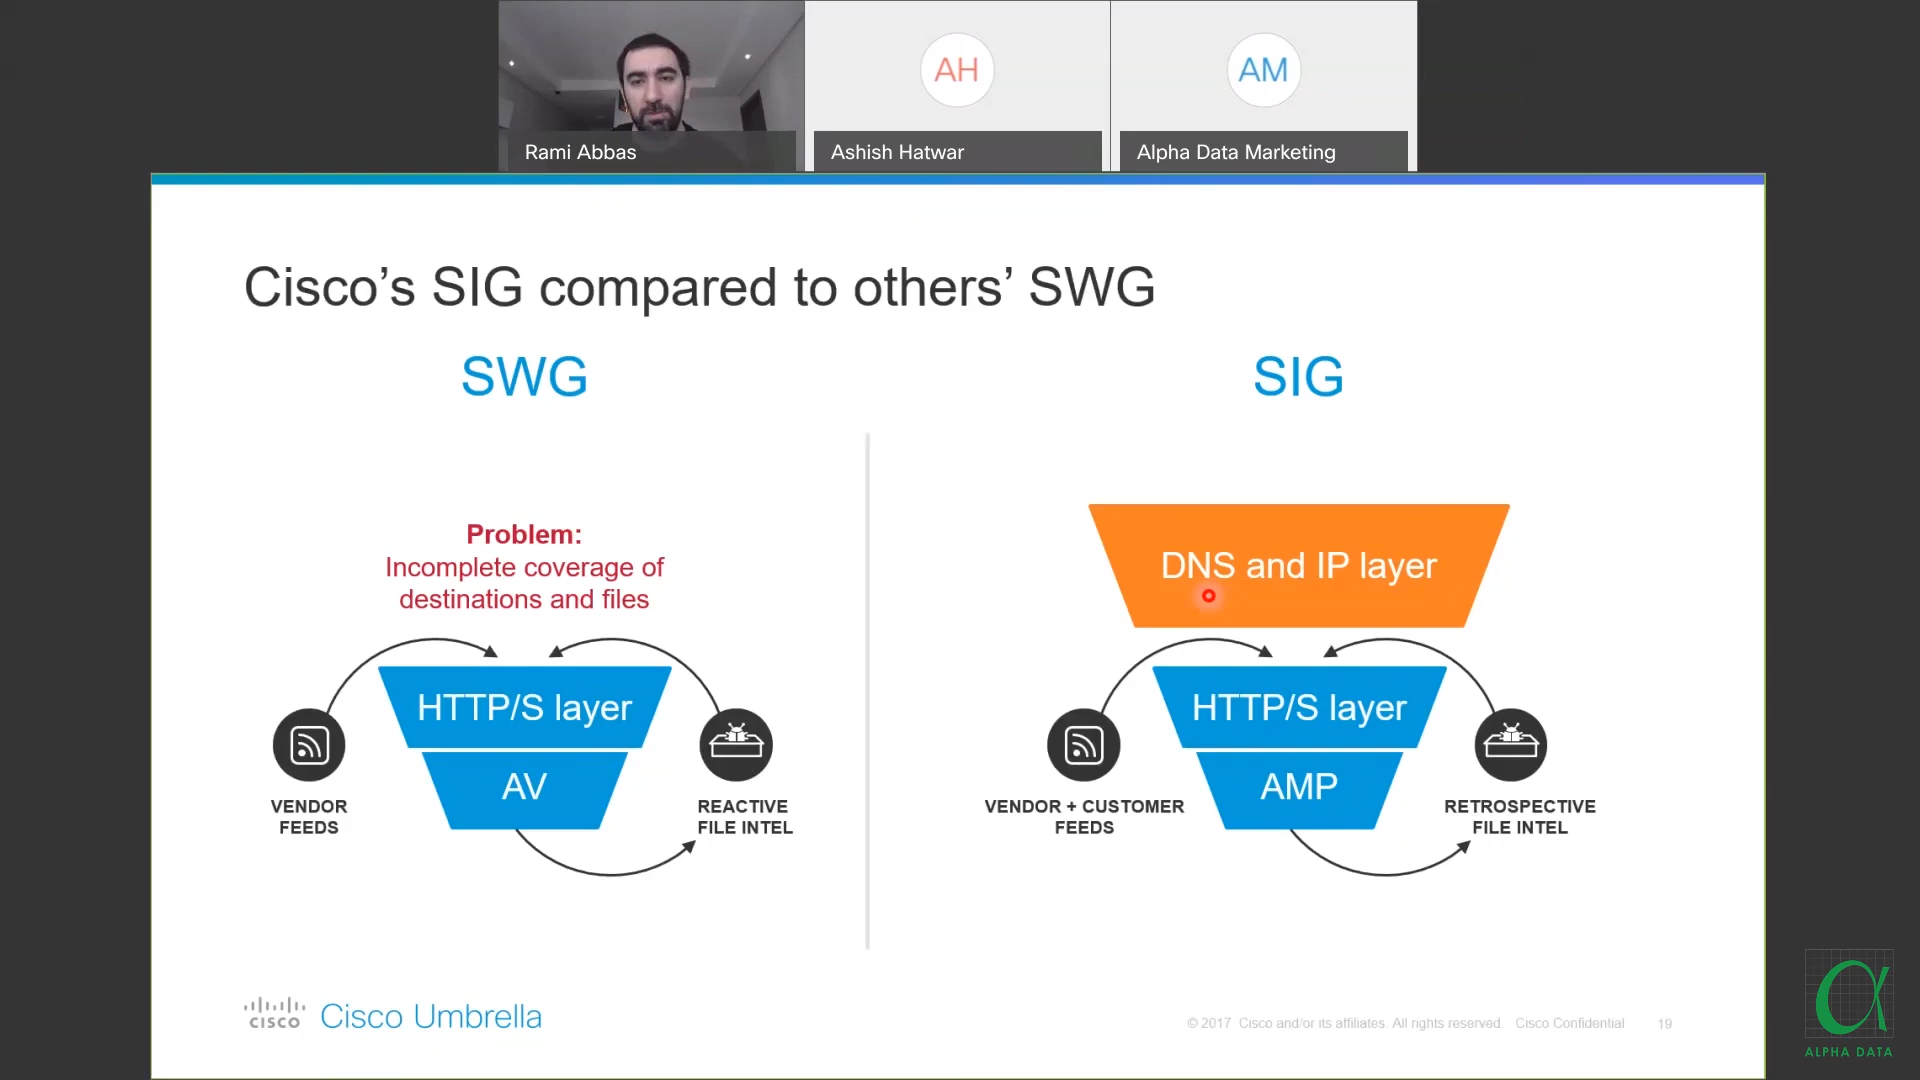 AH
AM
Rami Abbas
Ashish Hatwar
Alpha Data Marketing
Cisco’s SIG compared to others’ SWG
SWG
SIG
Problem:
Incomplete coverage of
destinations and files
DNS and IP layer
HTTP/S layer
AV
VENDOR
FEEDS
REACTIVE
FILE INTEL
HTTP/S layer
AMP
VENDOR + CUSTOMER
FEEDS
RETROSPECTIVE
FILE INTEL
CISCO Cisco Umbrella
© 2017 Cisco and/or its affiliates. All rights reserved. Cisco Confidential 19
ALPHA DATA